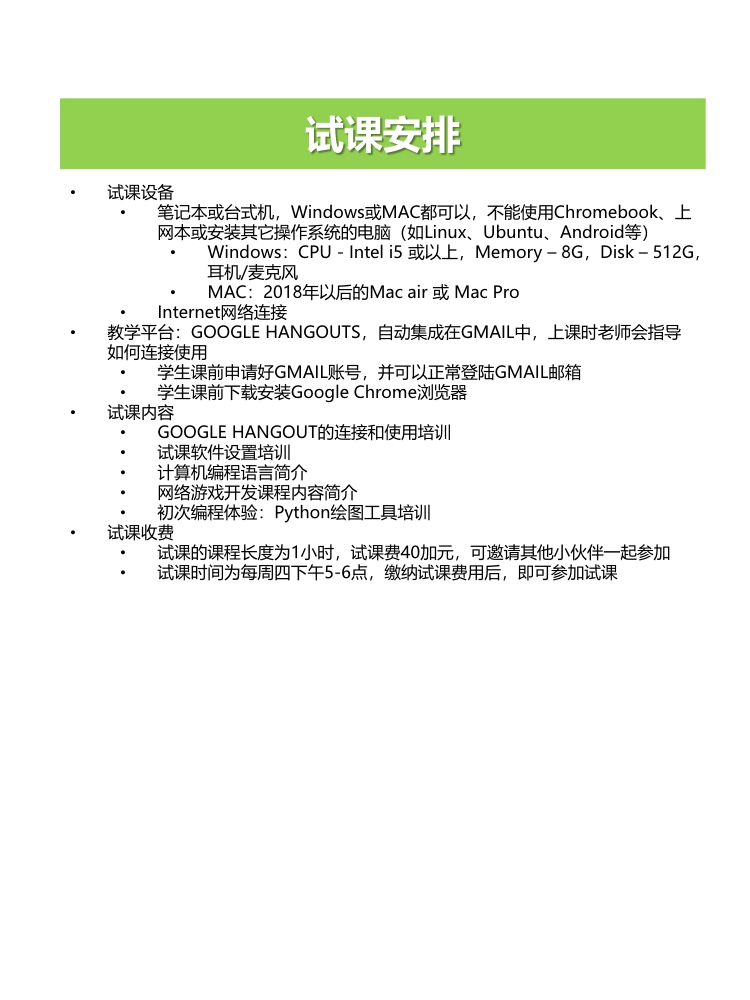 试课安排
• 试课设备
• 笔记本或台式机，Windows或MAC都可以，不能使用Chromebook、上
网本或安装其它操作系统的电脑（如Linux、Ubuntu、Android等）
• Windows：CPU - Intel i5 或以上，Memory – 8G，Disk – 512G，
耳机/麦克风
• MAC：2018年以后的Mac air 或 Mac Pro
• Internet网络连接
• 教学平台：GOOGLE HANGOUTS，自动集成在GMAIL中，上课时老师会指导
如何连接使用
• 学生课前申请好GMAIL账号，并可以正常登陆GMAIL邮箱
• 学生课前下载安装Google Chrome浏览器
• 试课内容
• GOOGLE HANGOUT的连接和使用培训
• 试课软件设置培训
• 计算机编程语言简介
• 网络游戏开发课程内容简介
• 初次编程体验：Python绘图工具培训
• 试课收费
• 试课的课程长度为1小时，试课费40加元，可邀请其他小伙伴一起参加
• 试课时间为每周四下午5-6点，缴纳试课费用后，即可参加试课